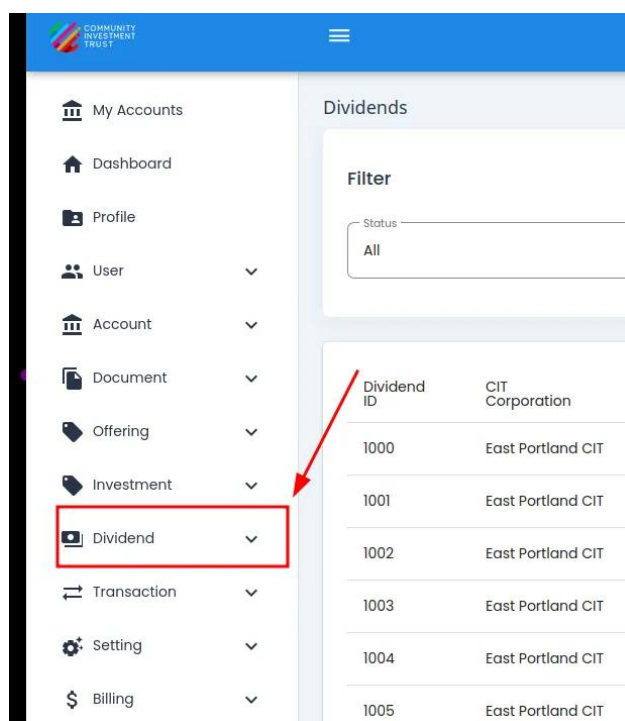 COMMUNITY
INVESTMENT
TRUST
My Accounts
Dashboard
Profile
User
Account
Document
Offering
Investment
Dividend
Transaction
Setting
Billing
Dividends
Filter
Status
All
Dividend
ID
CIT
Corporation
1000 East Portland CIT
1001 East Portland CIT
1002 East Portland CIT
1003 East Portland CIT
1004 East Portland CIT
1005 East Portland CIT